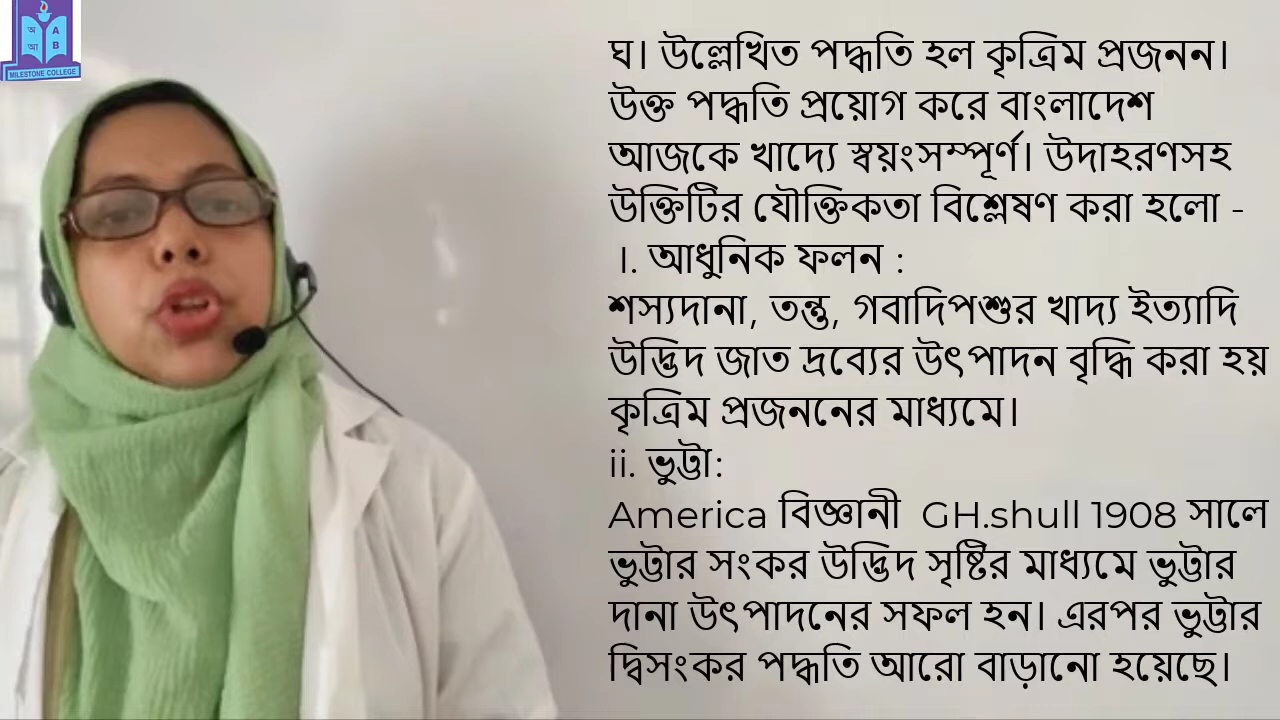 অ A
আ B
MILESTONE COLLEGE
ঘ। উল্লেখিত পদ্ধতি হল কৃত্রিম প্রজনন।
উক্ত পদ্ধতি প্রয়োগ করে বাংলাদেশ
আজকে খাদ্যে স্বয়ংসম্পূর্ণ। উদাহরণসহ
উক্তিটির যৌক্তিকতা বিশ্লেষণ করা হলো -
।. আধুনিক ফলন :
শস্যদানা, তন্তু, গবাদিপশুর খাদ্য ইত্যাদি
উদ্ভিদ জাত দ্রব্যের উৎপাদন বৃদ্ধি করা হয়
কৃত্রিম প্রজননের মাধ্যমে।
ii. ভুট্টা:
America বিজ্ঞানী GH.shull 1908 সালে
ভুট্টার সংকর উদ্ভিদ সৃষ্টির মাধ্যমে ভুট্টার
দানা উৎপাদনের সফল হন। এরপর ভুট্টার
দ্বিসংকর পদ্ধতি আরো বাড়ানো হয়েছে।